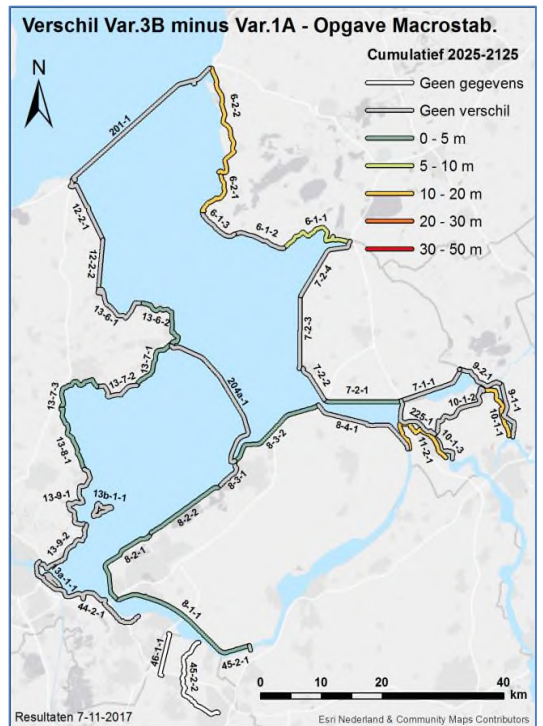 Verschil Var.3B minus Var.1A - Opgave Macrostab.
Cumulatief 2025-2125
Geen gegevens
Geen verschil
0 - 5 m
5 - 10 m
10 - 20 m
20 - 30 m
30 - 50 m
N
201-1
6-2-2
6-2-1
6-1-3
6-1-2
6-1-1
12-2-1
12-2-2
7-2-4
13-6-1
13-6-2
7-2-3
13-7-1
13-7-2
13-7-3
204a-1
7-2-2
7-2-1
7-1-1
9-2-1
9-1-1
10-1-2
10-1-1
225-1
10-1-3
11-2-1
8-4-1
13-8-1
8-3-2
8-3-1
13-9-1
13b-1-1
8-2-2
13-9-2
8-2-1
13a-1-1
44-2-1
8-1-1
46-1-1
45-2-1
45-2-2
0
10
20
40
km
Resultaten 7-11-2017
Esri Nederland & Community Maps Contributors